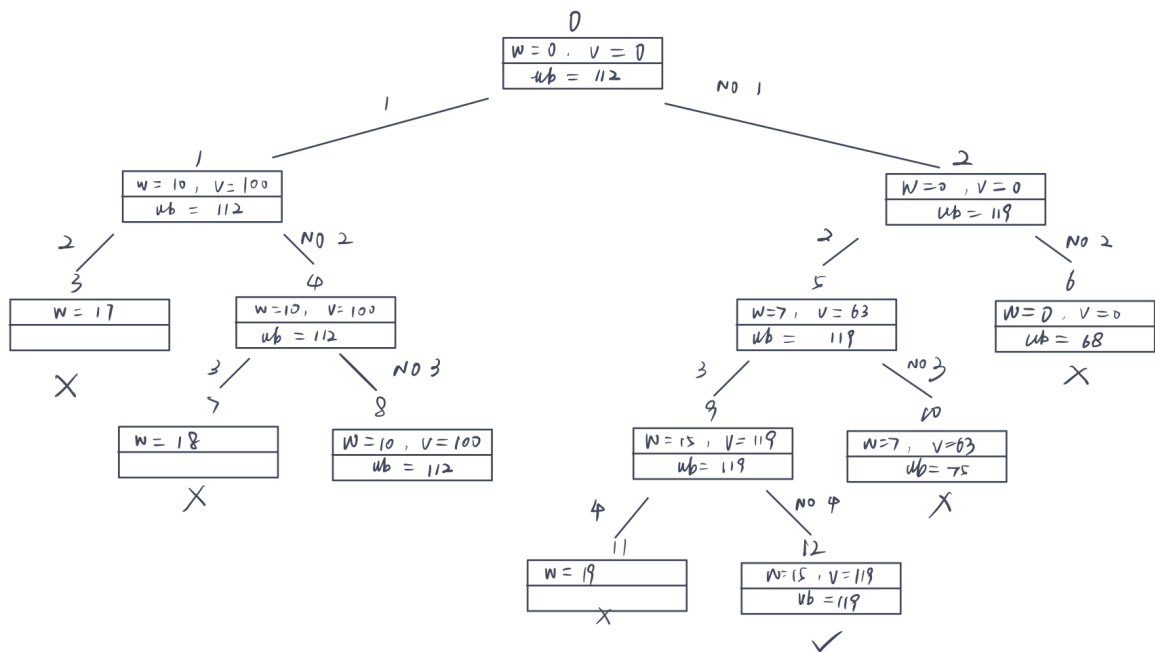 0
w=0, v=0
ub = 112
1
NO 1
1
w=10, v=100
ub = 112
2
w=0, v=0
ub = 119
2
NO 2
2
NO 2
3
w=17
X
4
w=10, v=100
ub = 112
5
w=7, v=63
ub = 119
6
w=0, v=0
ub = 68
X
3
NO 3
3
NO 3
7
w=18
X
8
w=10, v=100
ub = 112
9
w=15, v=119
ub = 119
10
w=7, v=63
ub = 75
X
4
NO 4
11
w=19
X
12
w=15, v=119
ub = 119
✓